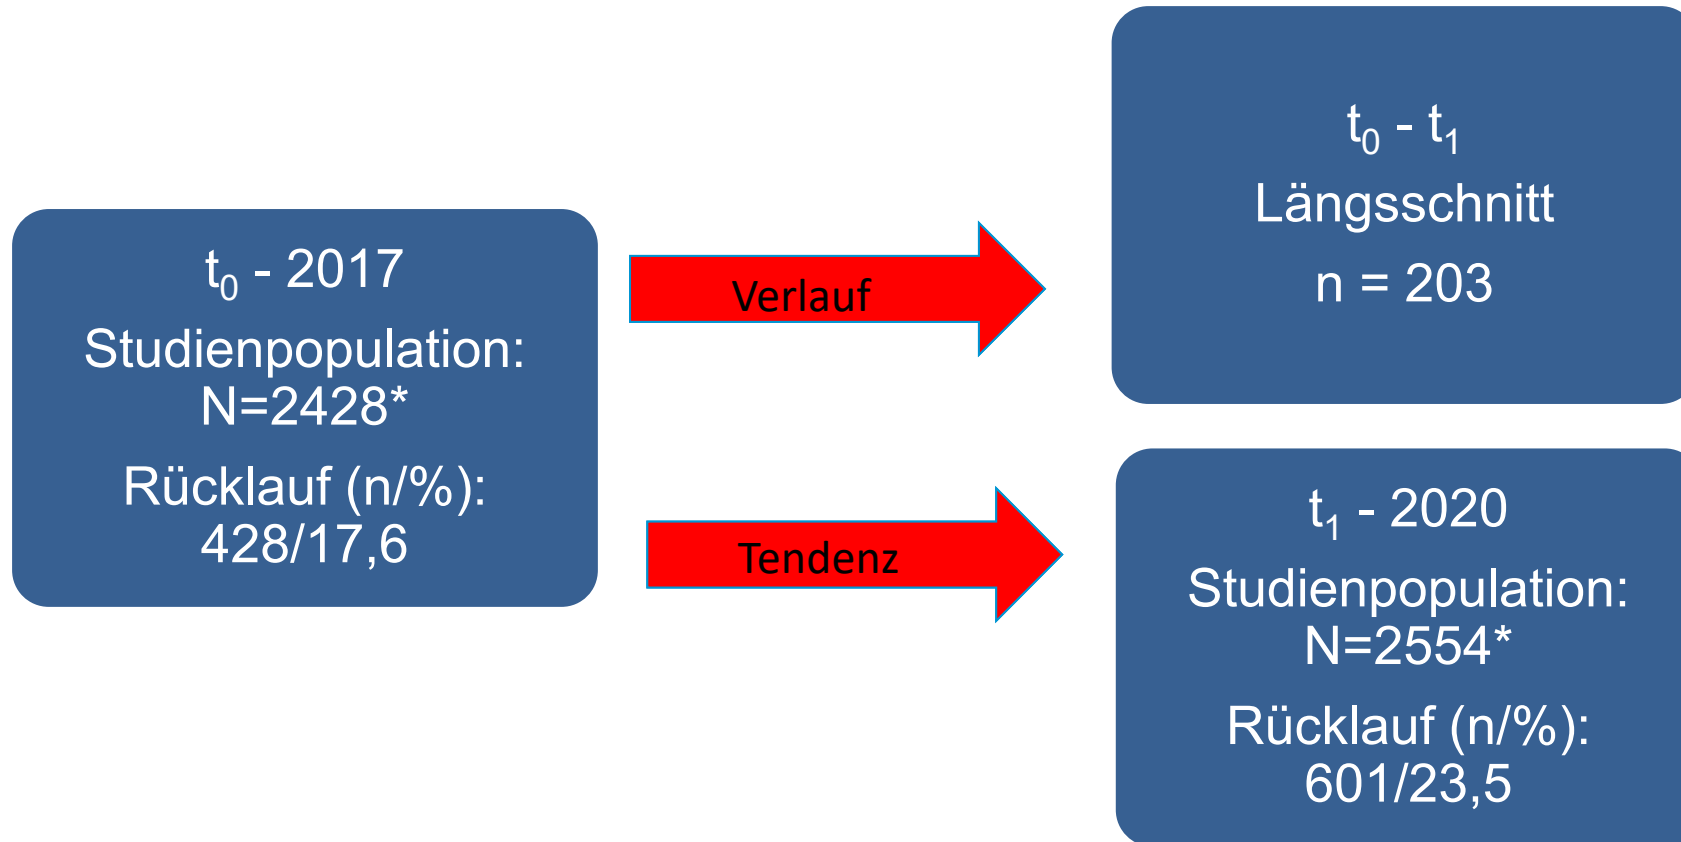 t₀ - 2017
Studienpopulation:
N=2428*
Rücklauf (n/%):
428/17,6
Verlauf
Tendenz
t₀ - t₁
Längsschnitt
n = 203
t₁ - 2020
Studienpopulation:
N=2554*
Rücklauf (n/%):
601/23,5